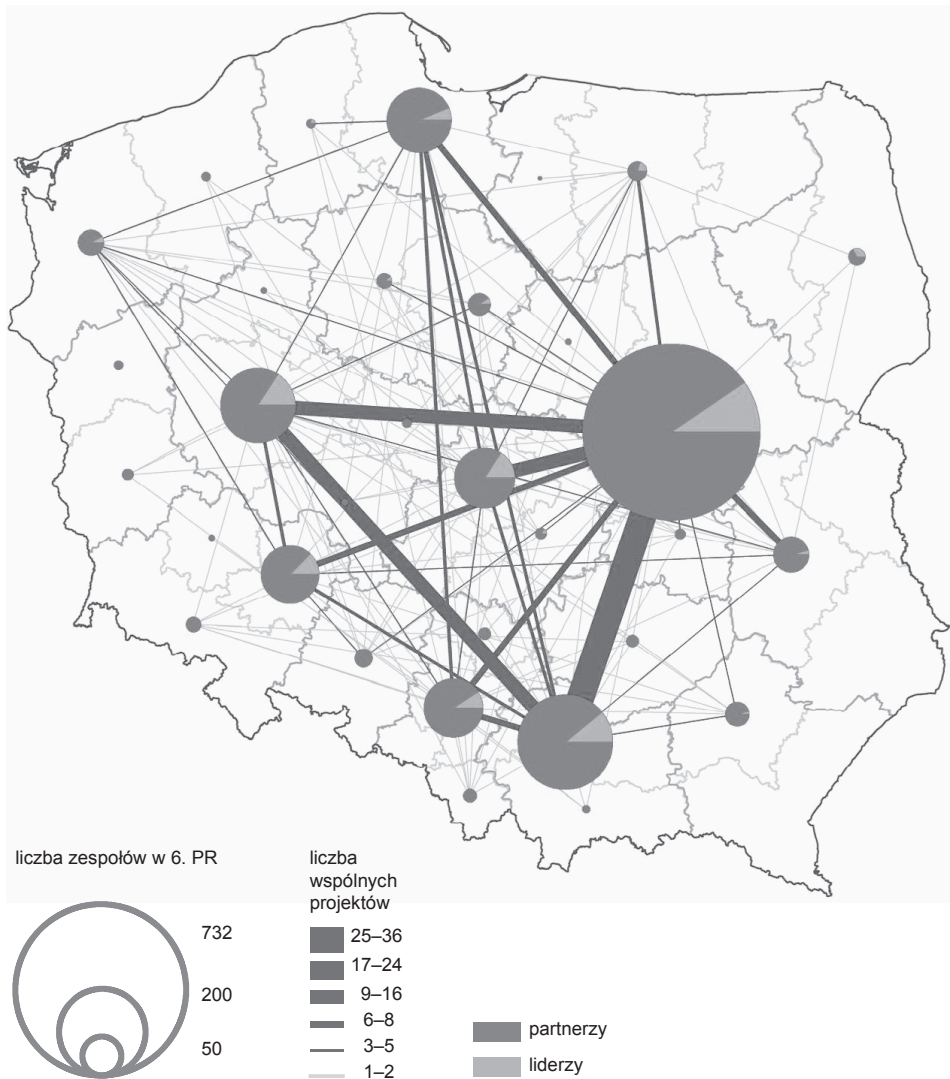 liczba zespołów w 6. PR
732
200
50
liczba
wspólnych
projektów
25–36
17–24
9–16
6–8
3–5
1–2
partnerzy
liderzy